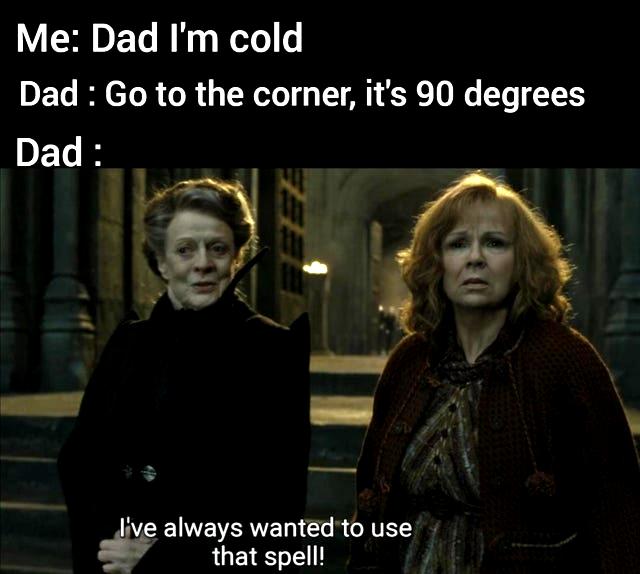 Me: Dad I'm cold
Dad : Go to the corner, it's 90 degrees
Dad :
I've always wanted to use
that spell!